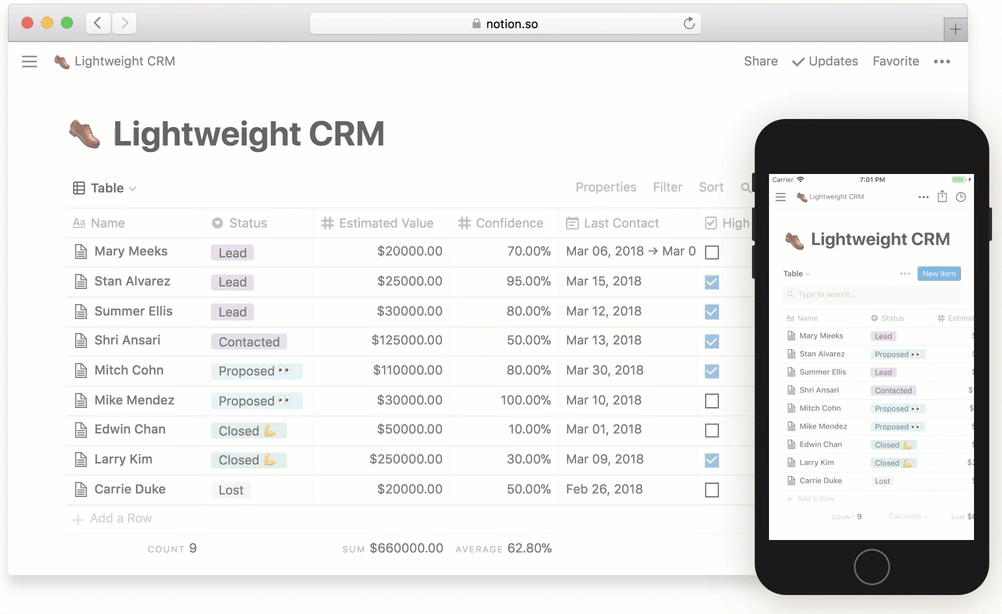 notion.so
Lightweight CRM
Share Updates Favorite
Lightweight CRM
Table Properties Filter Sort
Aa Name Status # Estimated Value # Confidence Last Contact High
Mary Meeks Lead $20000.00 70.00% Mar 06, 2018 → Mar 0
Stan Alvarez Lead $25000.00 95.00% Mar 15, 2018
Summer Ellis Lead $30000.00 80.00% Mar 12, 2018
Shri Ansari Contacted $125000.00 50.00% Mar 13, 2018
Mitch Cohn Proposed 👀 $110000.00 80.00% Mar 30, 2018
Mike Mendez Proposed 👀 $30000.00 100.00% Mar 10, 2018
Edwin Chan Closed 💪 $50000.00 10.00% Mar 01, 2018
Larry Kim Closed 💪 $250000.00 30.00% Mar 09, 2018
Carrie Duke Lost $20000.00 50.00% Feb 26, 2018
+ Add a Row
COUNT 9 SUM $660000.00 AVERAGE 62.80%
Carrier 7:01 PM
Lightweight CRM
Lightweight CRM
Table New Item
Type to search...
Aa Name Status # Estimat
Mary Meeks Lead $
Stan Alvarez Proposed 👀 $
Summer Ellis Lead $
Shri Ansari Contacted $
Mitch Cohn Proposed 👀 $
Mike Mendez Proposed 👀 $
Edwin Chan Closed 💪 $
Larry Kim Closed 💪 $2
Carrie Duke Lost $
+ Add a Row
COUNT 9 Calculate SUM $6